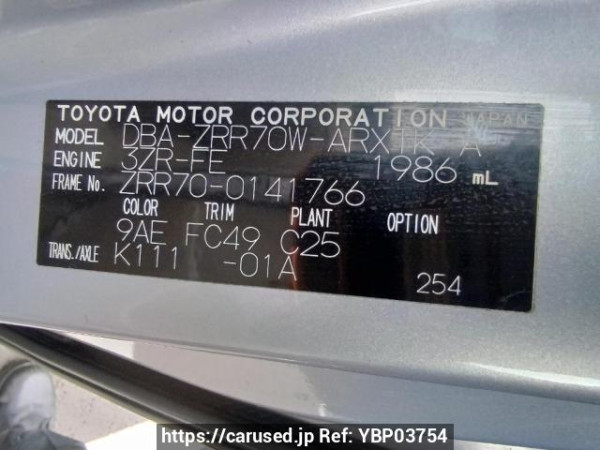 TOYOTA MOTOR CORPORATION JAPAN
MODEL DBA-ZRR70W-ARXTK A
ENGINE 3ZR-FE 1986 mL
FRAME No. ZRR70-0141766
COLOR TRIM PLANT OPTION
9AE FC49 C25
TRANS./AXLE K111 -01A
254
https://carused.jp Ref: YBP03754